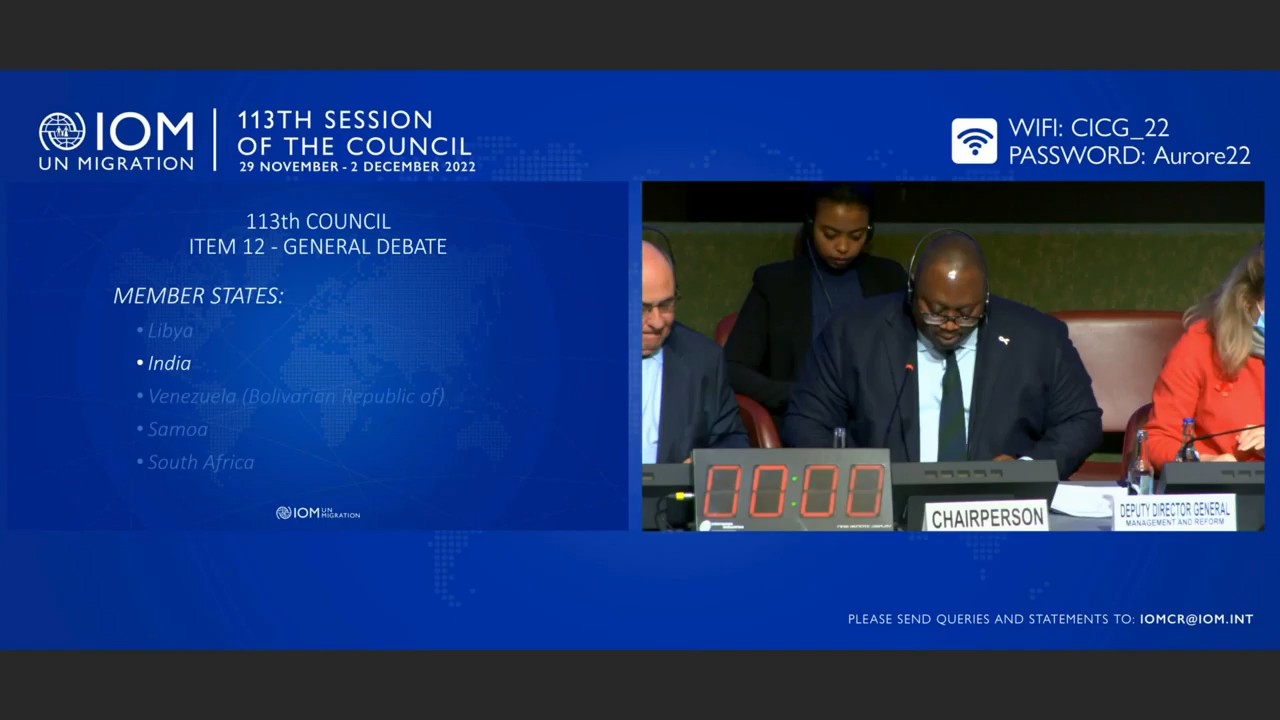 IOM
UN MIGRATION
113TH SESSION
OF THE COUNCIL
29 NOVEMBER - 2 DECEMBER 2022
WIFI: CICG_22
PASSWORD: Aurore22
113th COUNCIL
ITEM 12 - GENERAL DEBATE
MEMBER STATES:
• Libya
• India
• Venezuela (Bolivarian Republic of)
• Samoa
• South Africa
IOM UN
MIGRATION
00:00
CHAIRPERSON
DEPUTY DIRECTOR GENERAL
MANAGEMENT AND REFORM
PLEASE SEND QUERIES AND STATEMENTS TO: IOMCR@IOM.INT